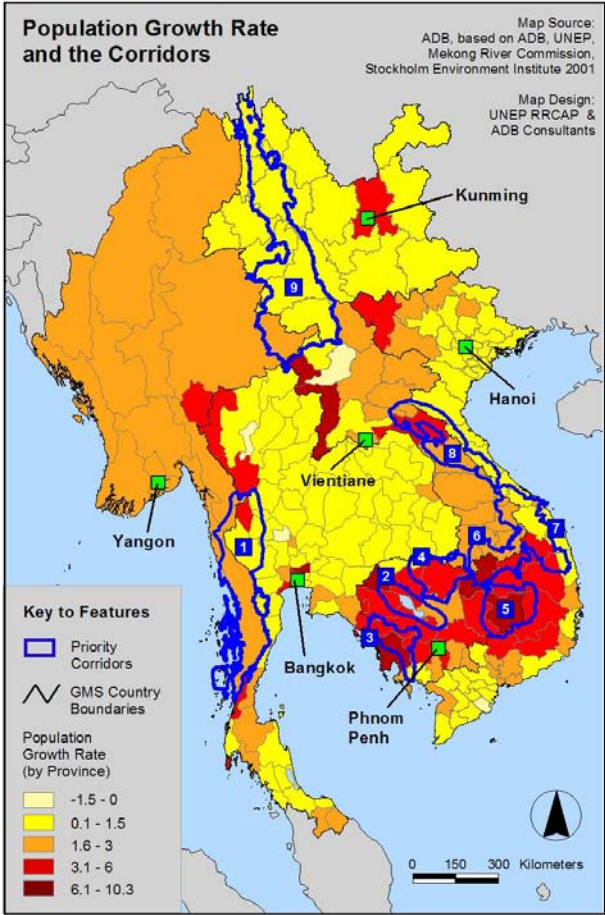 Population Growth Rate
and the Corridors
Map Source:
ADB, based on ADB, UNEP,
Mekong River Commission,
Stockholm Environment Institute 2001
Map Design:
UNEP RRCAP &
ADB Consultants
Kunming
9
Hanoi
8
Vientiane
Yangon
7
6
1
4
2
5
3
Bangkok
Phnom
Penh
Key to Features
Priority
Corridors
GMS Country
Boundaries
Population
Growth Rate
(by Province)
-1.5 - 0
0.1 - 1.5
1.6 - 3
3.1 - 6
6.1 - 10.3
0 150 300 Kilometers